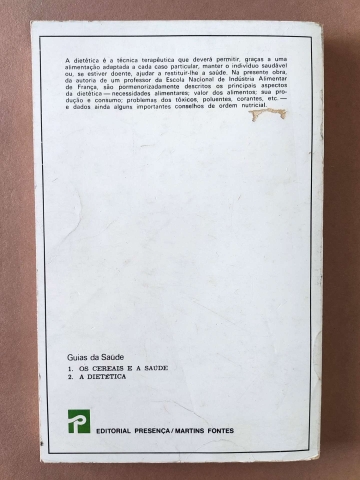 A dietética é a técnica terapêutica que deverá permitir, graças a uma
alimentação adaptada a cada caso particular, manter o indivíduo saudável
ou, se estiver doente, ajudar a restituir-lhe a saúde. Na presente obra,
da autoria de um professor da Escola Nacional de Indústria Alimentar
de França, são pormenorizadamente descritos os principais aspectos
da dietética — necessidades alimentares; valor dos alimentos; sua pro-
dução e consumo; problemas dos tóxicos, poluentes, corantes, etc. —
e dados ainda alguns importantes conselhos de ordem nutricial.
Guias da Saúde
1. OS CEREAIS E A SAÚDE
2. A DIETÉTICA
EDITORIAL PRESENÇA/MARTINS FONTES